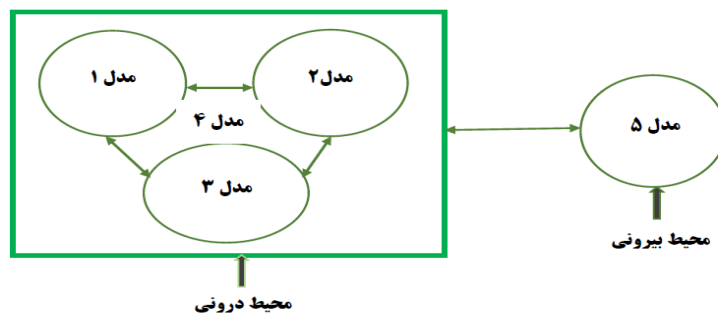 مدل ۱
مدل۲
مدل ۴
مدل ۳
مدل ۵
محیط بیرونی
محیط درونی